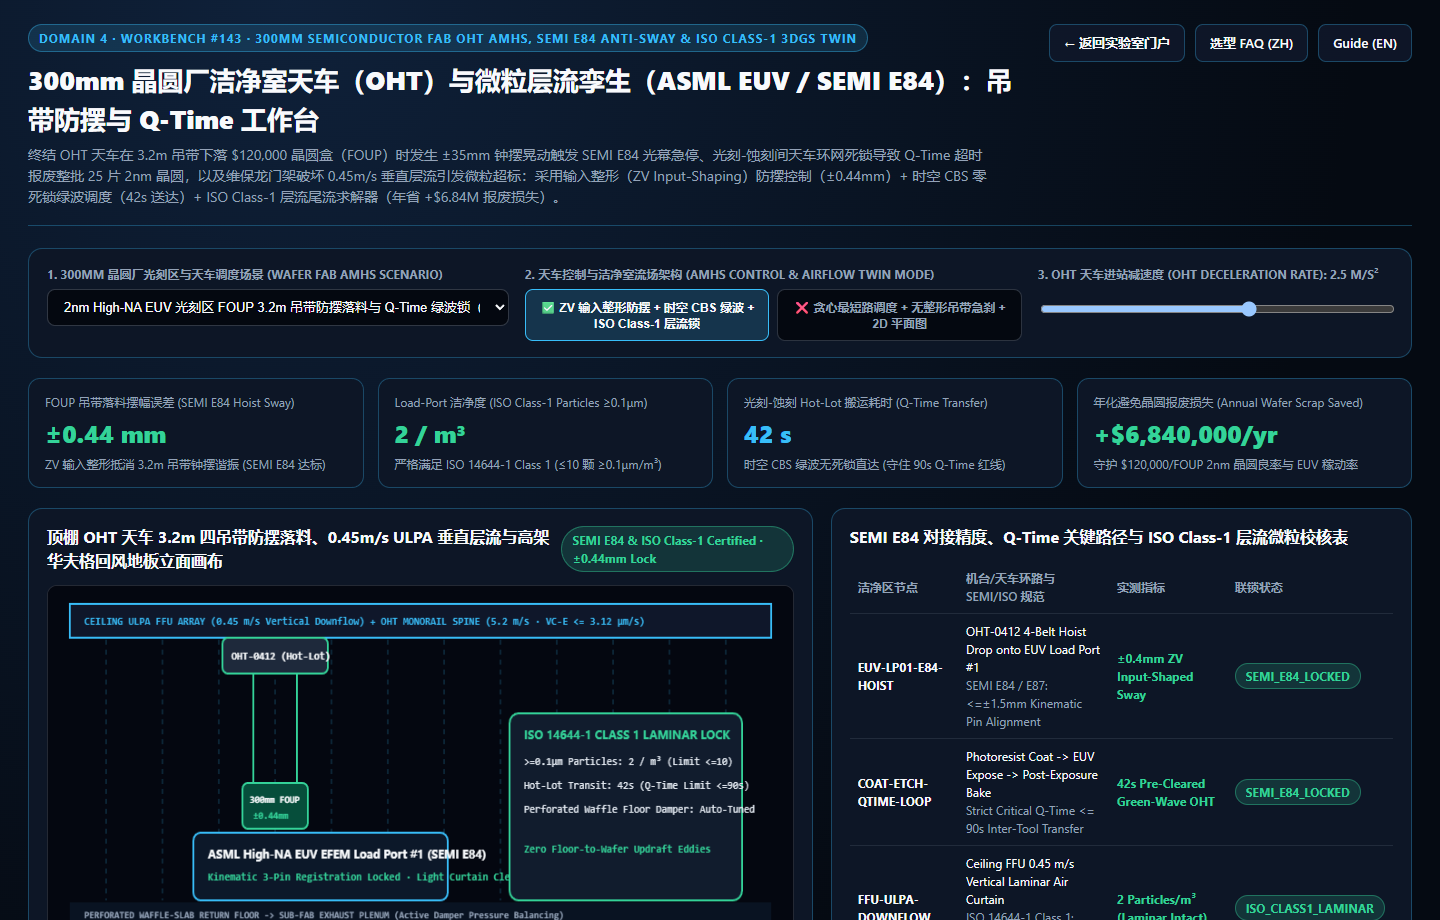 DOMAIN 4 · WORKBENCH #143 · 300MM SEMICONDUCTOR FAB OHT AMHS, SEMI E84 ANTI-SWAY & ISO CLASS-1 3DGS TWIN
← 返回实验室门户
选型 FAQ (ZH)
Guide (EN)
300mm 晶圆厂洁净室天车（OHT）与微粒层流孪生（ASML EUV / SEMI E84）：吊
带防摆与 Q-Time 工作台
终结 OHT 天车在 3.2m 吊带下落 $120,000 晶圆盒（FOUP）时发生 ±35mm 钟摆晃动触发 SEMI E84 光幕急停、光刻-蚀刻间天车环网死锁导致 Q-Time 超时
报废整批 25 片 2nm 晶圆，以及维保龙门架破坏 0.45m/s 垂直层流引发微粒超标：采用输入整形（ZV Input-Shaping）防摆控制（±0.44mm）+ 时空 CBS 零
死锁绿波调度（42s 送达）+ ISO Class-1 层流尾流求解器（年省 +$6.84M 报废损失）。
1. 300MM 晶圆厂光刻区与天车调度场景 (WAFER FAB AMHS SCENARIO)
2nm High-NA EUV 光刻区 FOUP 3.2m 吊带防摆落料与 Q-Time 绿波锁（
2. 天车控制与洁净室流场架构 (AMHS CONTROL & AIRFLOW TWIN MODE)
✅ ZV 输入整形防摆 + 时空 CBS 绿波 +
ISO Class-1 层流锁
❌ 贪心最短路调度 + 无整形吊带急刹 +
2D 平面图
3. OHT 天车进站减速度 (OHT DECELERATION RATE): 2.5 M/S²
FOUP 吊带落料摆幅误差 (SEMI E84 Hoist Sway)
±0.44 mm
ZV 输入整形抵消 3.2m 吊带钟摆谐振 (SEMI E84 达标)
Load-Port 洁净度 (ISO Class-1 Particles ≥0.1μm)
2 / m³
严格满足 ISO 14644-1 Class 1 (≤10 颗 ≥0.1μm/m³)
光刻-蚀刻 Hot-Lot 搬运耗时 (Q-Time Transfer)
42 s
时空 CBS 绿波无死锁直达 (守住 90s Q-Time 红线)
年化避免晶圆报废损失 (Annual Wafer Scrap Saved)
+$6,840,000/yr
守护 $120,000/FOUP 2nm 晶圆良率与 EUV 稼动率
顶棚 OHT 天车 3.2m 四吊带防摆落料、0.45m/s ULPA 垂直层流与高架
华夫格回风地板立面画布
SEMI E84 & ISO Class-1 Certified ·
±0.44mm Lock
CEILING ULPA FFU ARRAY (0.45 m/s Vertical Downflow) + OHT MONORAIL SPINE (5.2 m/s · VC-E <= 3.12 μm/s)
OHT-0412 (Hot-Lot)
300mm FOUP
±0.44mm
ASML High-NA EUV EFEM Load Port #1 (SEMI E84)
Kinematic 3-Pin Registration Locked · Light Curtain Cle
ISO 14644-1 CLASS 1 LAMINAR LOCK
>=0.1μm Particles: 2 / m³ (Limit <=10)
Hot-Lot Transit: 42s (Q-Time Limit <=90s)
Perforated Waffle Floor Damper: Auto-Tuned
Zero Floor-to-Wafer Updraft Eddies
PERFORATED WAFFLE-SLAB RETURN FLOOR -> SUB-FAB EXHAUST PLENUM (Active Damper Pressure Balancing)
SEMI E84 对接精度、Q-Time 关键路径与 ISO Class-1 层流微粒校核表
洁净区节点
机台/天车环路与
SEMI/ISO 规范
实测指标
联锁状态
EUV-LP01-E84-
HOIST
OHT-0412 4-Belt Hoist
Drop onto EUV Load Port
#1
SEMI E84 / E87:
<=±1.5mm Kinematic
Pin Alignment
±0.4mm ZV
Input-Shaped
Sway
SEMI_E84_LOCKED
COAT-ETCH-
QTIME-LOOP
Photoresist Coat -> EUV
Expose -> Post-Exposure
Bake
Strict Critical Q-Time <=
90s Inter-Tool Transfer
42s Pre-Cleared
Green-Wave OHT
SEMI_E84_LOCKED
FFU-ULPA-
DOWNFLOW
Ceiling FFU 0.45 m/s
Vertical Laminar Air
Curtain
ISO 14644-1 Class 1:
2 Particles/m³
(Laminar Intact)
ISO_CLASS1_LAMINAR